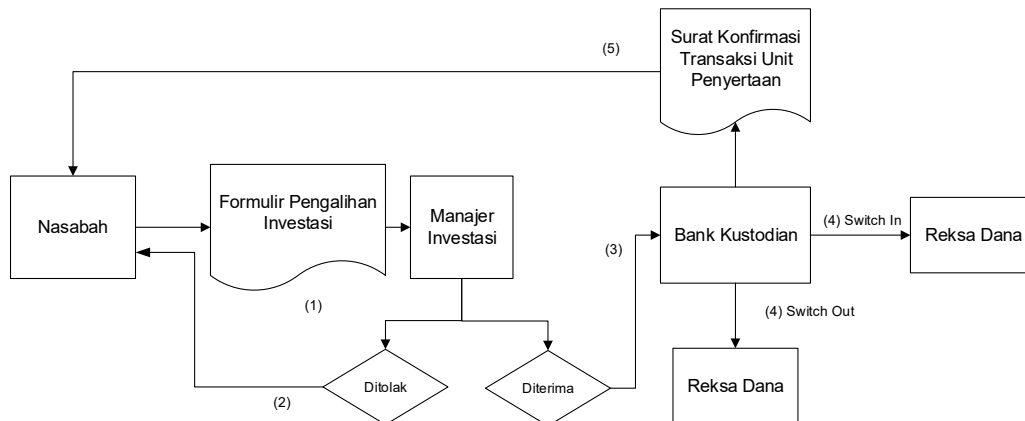 Surat Konfirmasi
Transaksi Unit
Penyertaan
(5)
Nasabah
Formulir Pengalihan
Investasi
Manajer
Investasi
(1)
(3)
Bank Kustodian
(4) Switch In
Reksa Dana
(4) Switch Out
(2)
Ditolak
Diterima
Reksa Dana